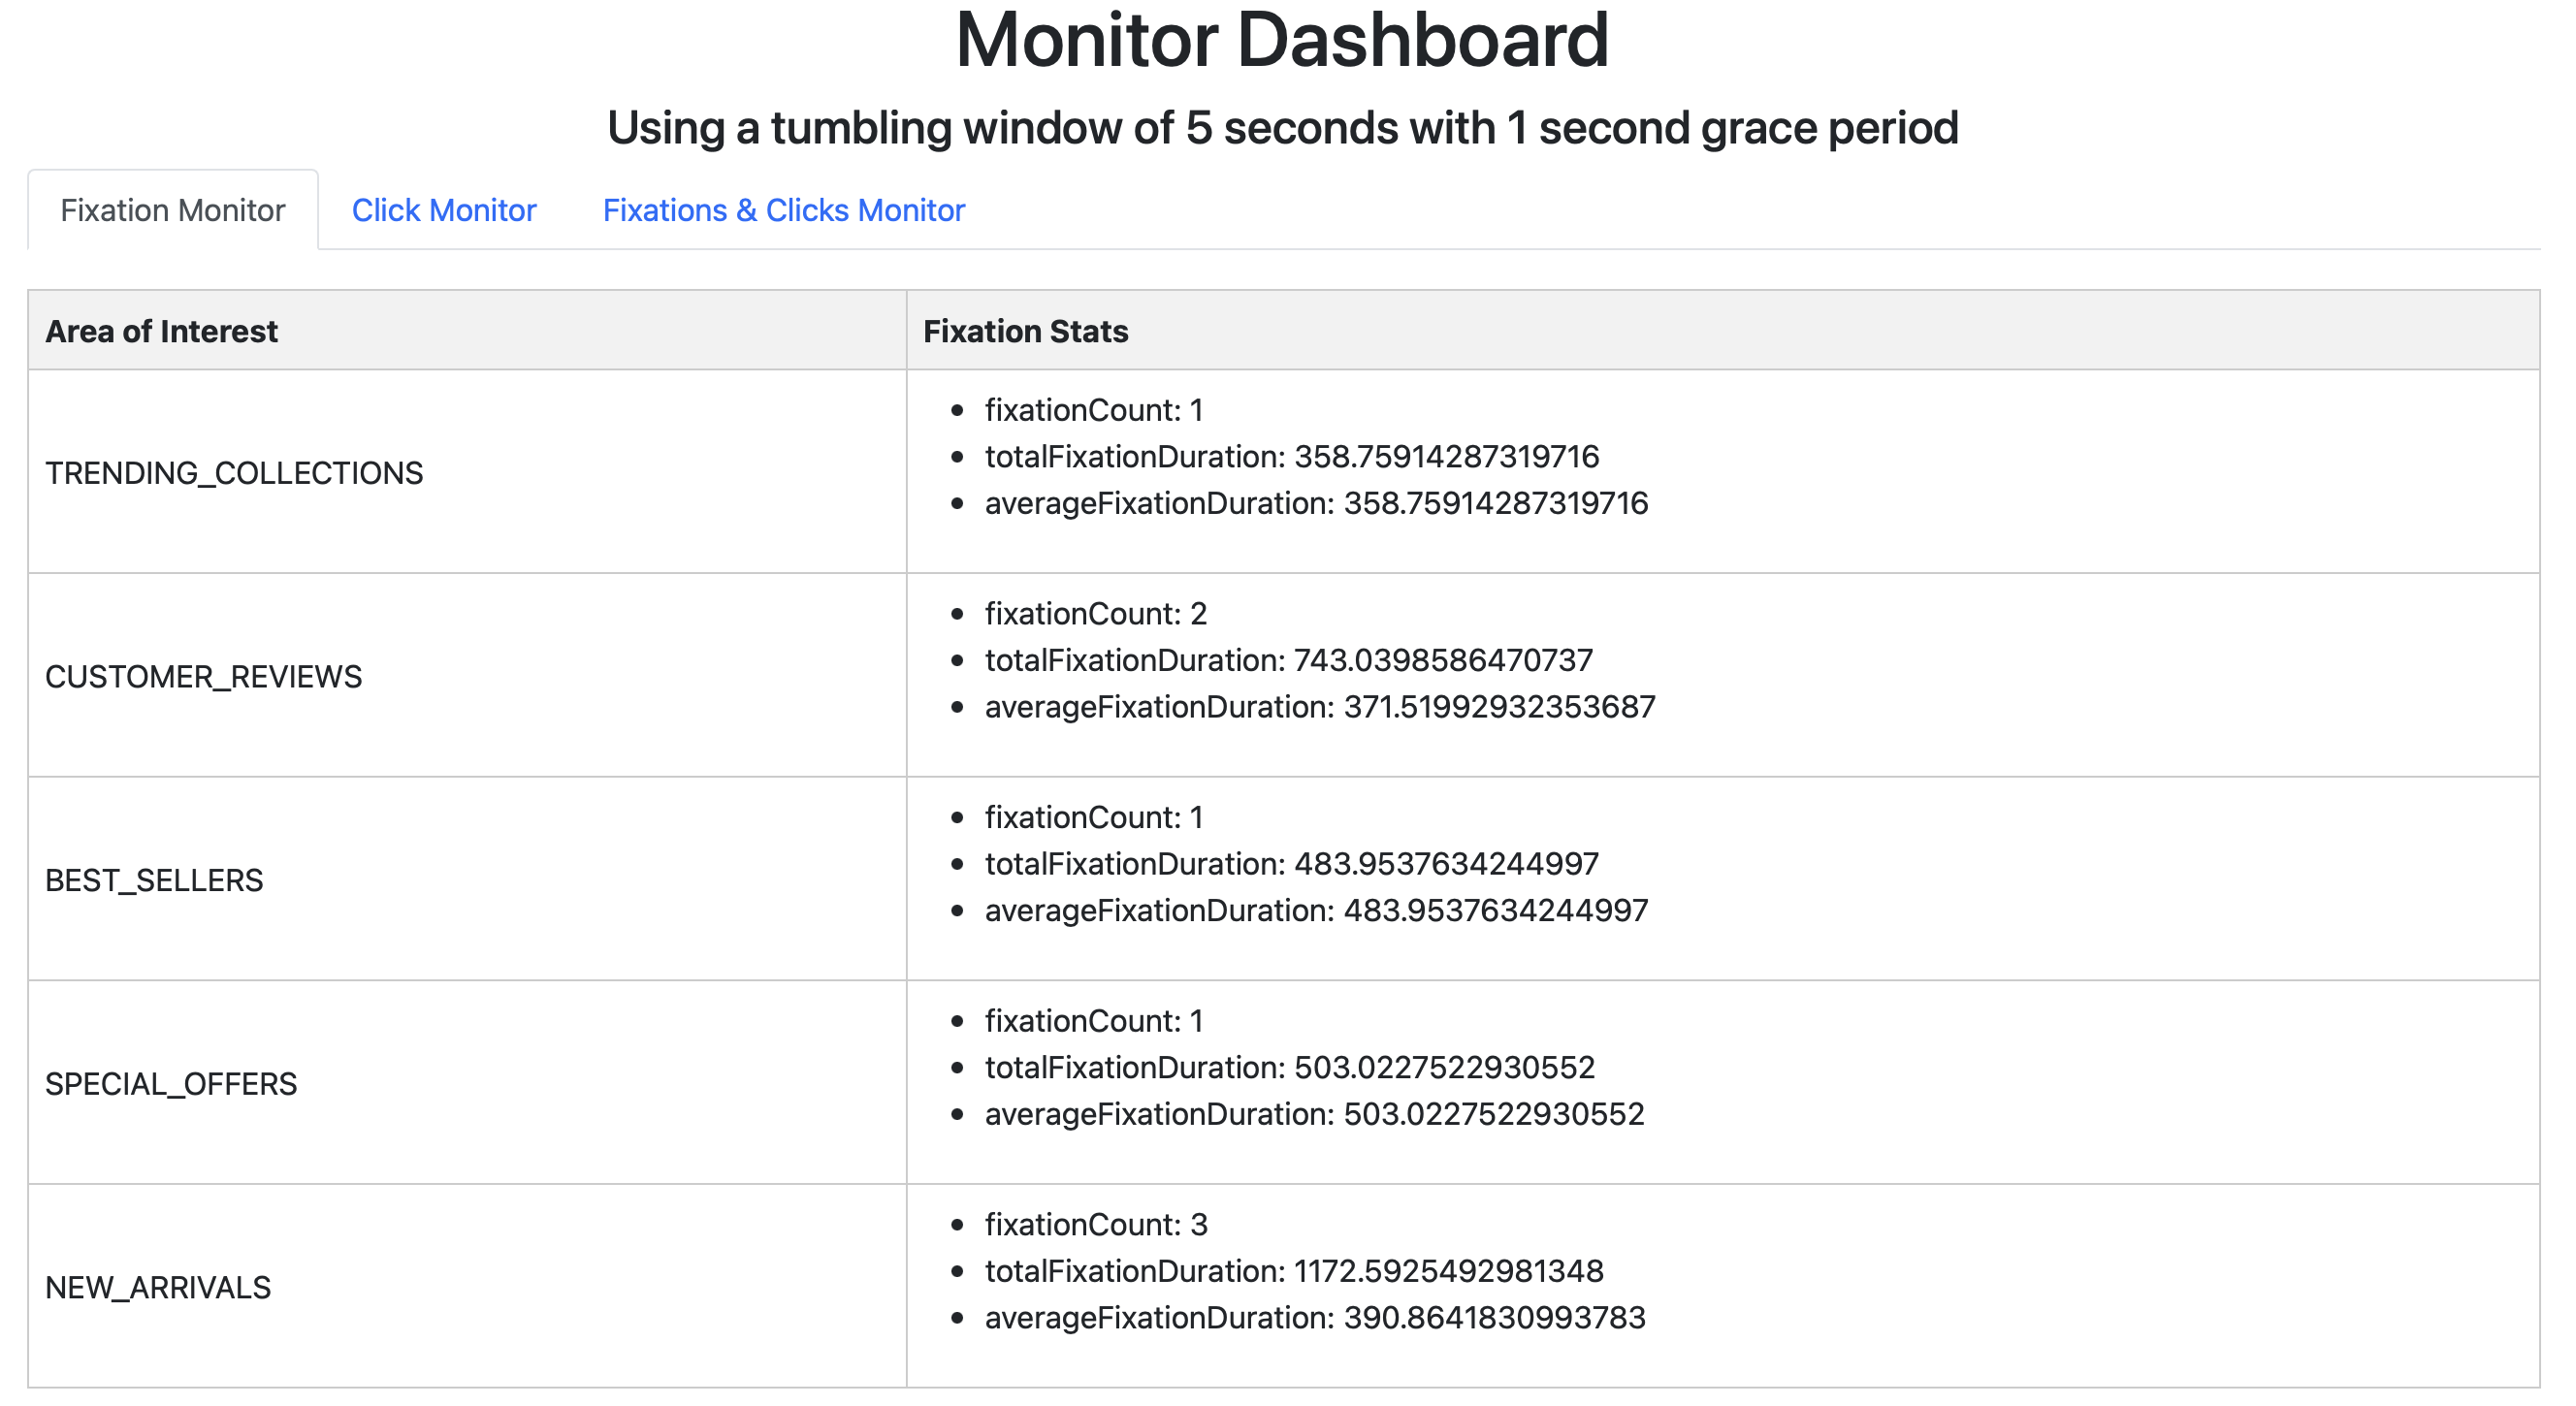 Monitor Dashboard
Using a tumbling window of 5 seconds with 1 second grace period
Fixation Monitor Click Monitor Fixations & Clicks Monitor
Area of Interest Fixation Stats
TRENDING_COLLECTIONS
fixationCount: 1
totalFixationDuration: 358.75914287319716
averageFixationDuration: 358.75914287319716
CUSTOMER_REVIEWS
fixationCount: 2
totalFixationDuration: 743.0398586470737
averageFixationDuration: 371.51992932353687
BEST_SELLERS
fixationCount: 1
totalFixationDuration: 483.9537634244997
averageFixationDuration: 483.9537634244997
SPECIAL_OFFERS
fixationCount: 1
totalFixationDuration: 503.0227522930552
averageFixationDuration: 503.0227522930552
NEW_ARRIVALS
fixationCount: 3
totalFixationDuration: 1172.5925492981348
averageFixationDuration: 390.8641830993783